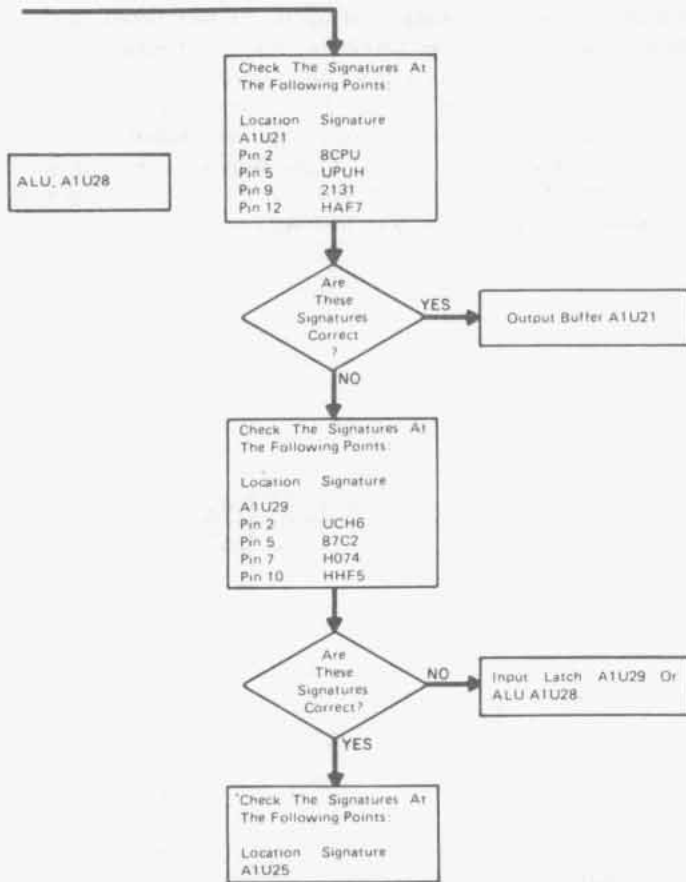 Check The Signatures At
The Following Points:
Location Signature
A1U21
Pin 2 8CPU
Pin 5 UPUH
Pin 9 2131
Pin 12 HAF7
ALU, A1U28
Are
These
Signatures
Correct
?
YES
Output Buffer A1U21
NO
Check The Signatures At
The Following Points:
Location Signature
A1U29
Pin 2 UCH6
Pin 5 87C2
Pin 7 H074
Pin 10 HHF5
Are
These
Signatures
Correct?
NO
Input Latch A1U29 Or
ALU A1U28
YES
Check The Signatures At
The Following Points:
Location Signature
A1U25